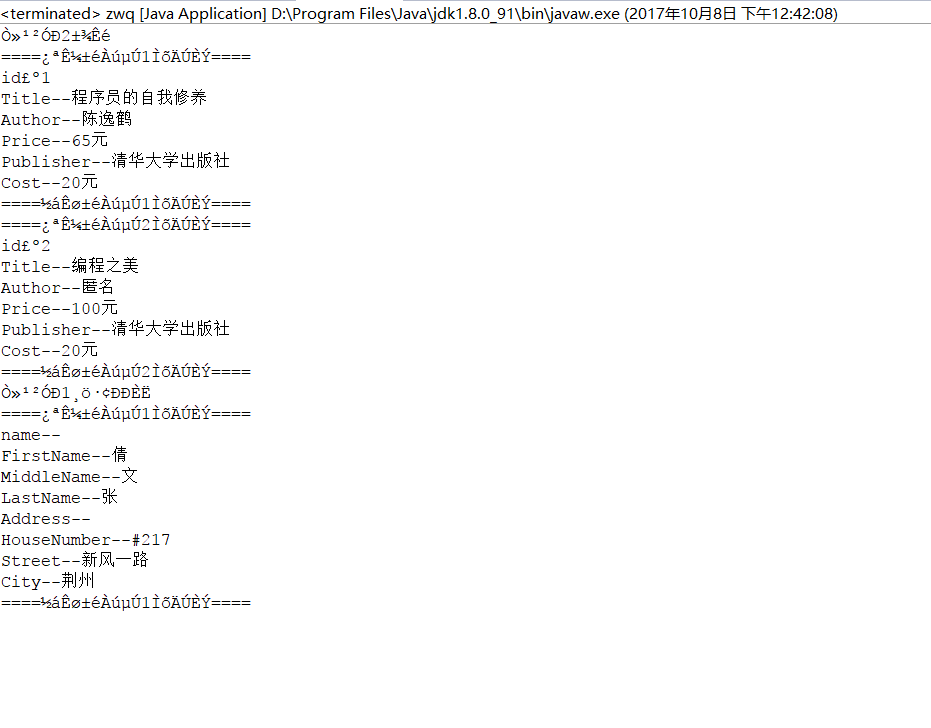 <terminated> zwq [Java Application] D:\Program Files\Java\jdk1.8.0_91\bin\javaw.exe (2017年10月8日 下午12:42:08)
Ò»¹²ÓÐ2±¾Êé
====¿ªÊ¼±éÀúµÚ1ÌõÄÚÈÝ====
id£º1
Title--程序员的自我修养
Author--陈逸鹤
Price--65元
Publisher--清华大学出版社
Cost--20元
====½áÊø±éÀúµÚ1ÌõÄÚÈÝ====
====¿ªÊ¼±éÀúµÚ2ÌõÄÚÈÝ====
id£º2
Title--编程之美
Author--匿名
Price--100元
Publisher--清华大学出版社
Cost--20元
====½áÊø±éÀúµÚ2ÌõÄÚÈÝ====
Ò»¹²ÓÐ1¸ö·¢ÐÐÈË
====¿ªÊ¼±éÀúµÚ1ÌõÄÚÈÝ====
name--
FirstName--倩
MiddleName--文
LastName--张
Address--
HouseNumber--#217
Street--新风一路
City--荆州
====½áÊø±éÀúµÚ1ÌõÄÚÈÝ====